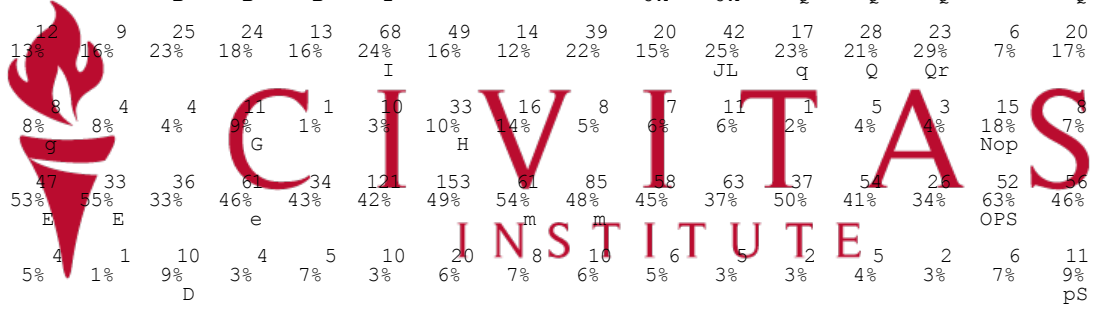 12 9 25 24 13 68 49 14 39 20 42 17 28 23 6 20
13% 16% 23% 18% 16% 24% 16% 12% 22% 15% 25% 23% 21% 29% 7% 17%
I JL q Q Qr
8 4 4 11 1 10 33 16 8 7 11 1 5 3 15 8
8% 8% 4% 9% 1% 3% 10% 14% 5% 6% 6% 2% 4% 4% 18% 7%
g G H Nop
CIVITAS
47 33 36 61 34 121 153 61 85 58 63 37 54 26 52 56
53% 55% 33% 46% 43% 42% 49% 54% 48% 45% 37% 50% 41% 34% 63% 46%
E E e m m OPS
INSTITUTE
4 1 10 4 5 10 20 8 10 6 5 2 5 2 6 11
5% 1% 9% 3% 7% 3% 6% 7% 6% 5% 3% 3% 4% 3% 7% 9%
D pS